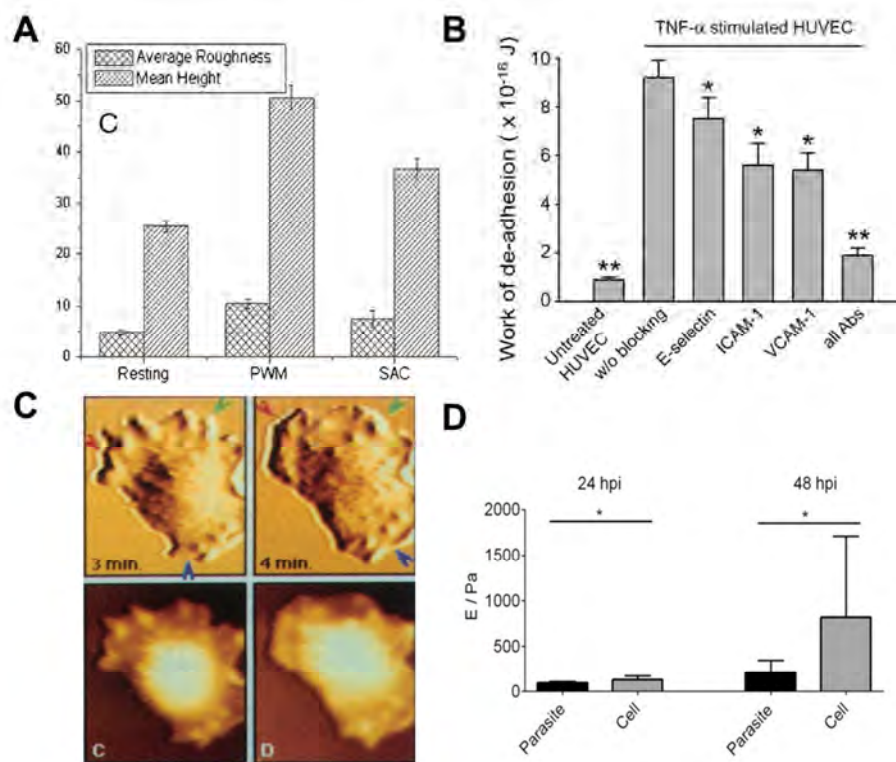 A
60
50
40
30
20
10
0
Average Roughness
Mean Height
C
Resting PWM SAC
B
TNF-α stimulated HUVEC
Work of de-adhesion ( x 10⁻¹⁶ J)
10
8
6
4
2
0
**
*
*
*
**
Untreated HUVEC
w/o blocking
E-selectin
ICAM-1
VCAM-1
all Abs
C
3 min.
4 min.
C
D
D
24 hpi 48 hpi
* *
E / Pa
2000
1500
1000
500
0
Parasite
Cell
Parasite
Cell